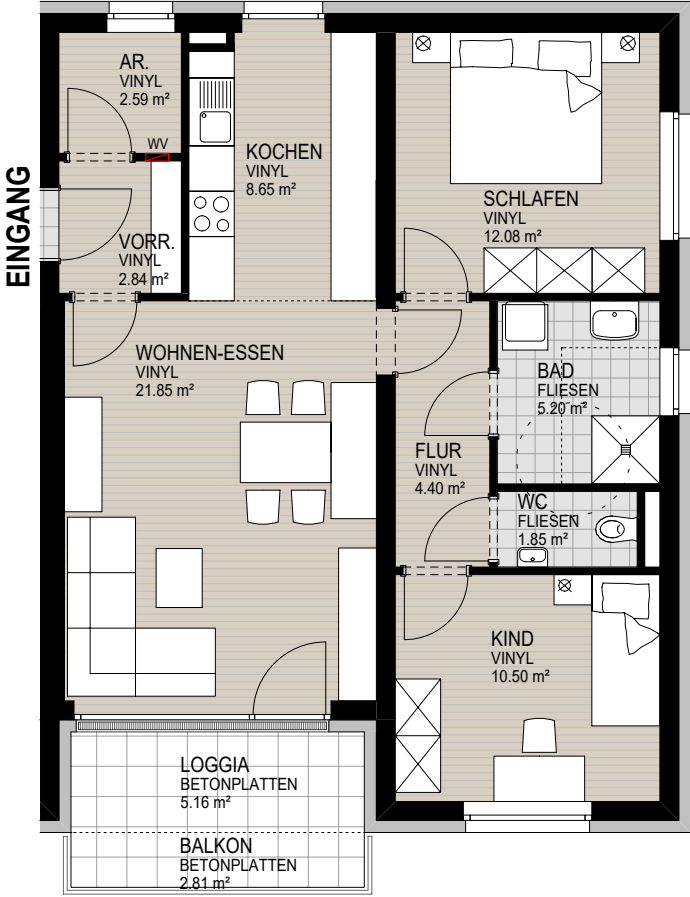 AR.
VINYL
2.59 m²
WV
EINGANG
VORR.
VINYL
2.84 m²
KOCHEN
VINYL
8.65 m²
SCHLAFEN
VINYL
12.08 m²
WOHNEN-ESSEN
VINYL
21.85 m²
BAD
FLIESEN
5.20 m²
FLUR
VINYL
4.40 m²
WC
FLIESEN
1.85 m²
KIND
VINYL
10.50 m²
LOGGIA
BETONPLATTEN
5.16 m²
BALKON
BETONPLATTEN
2.81 m²